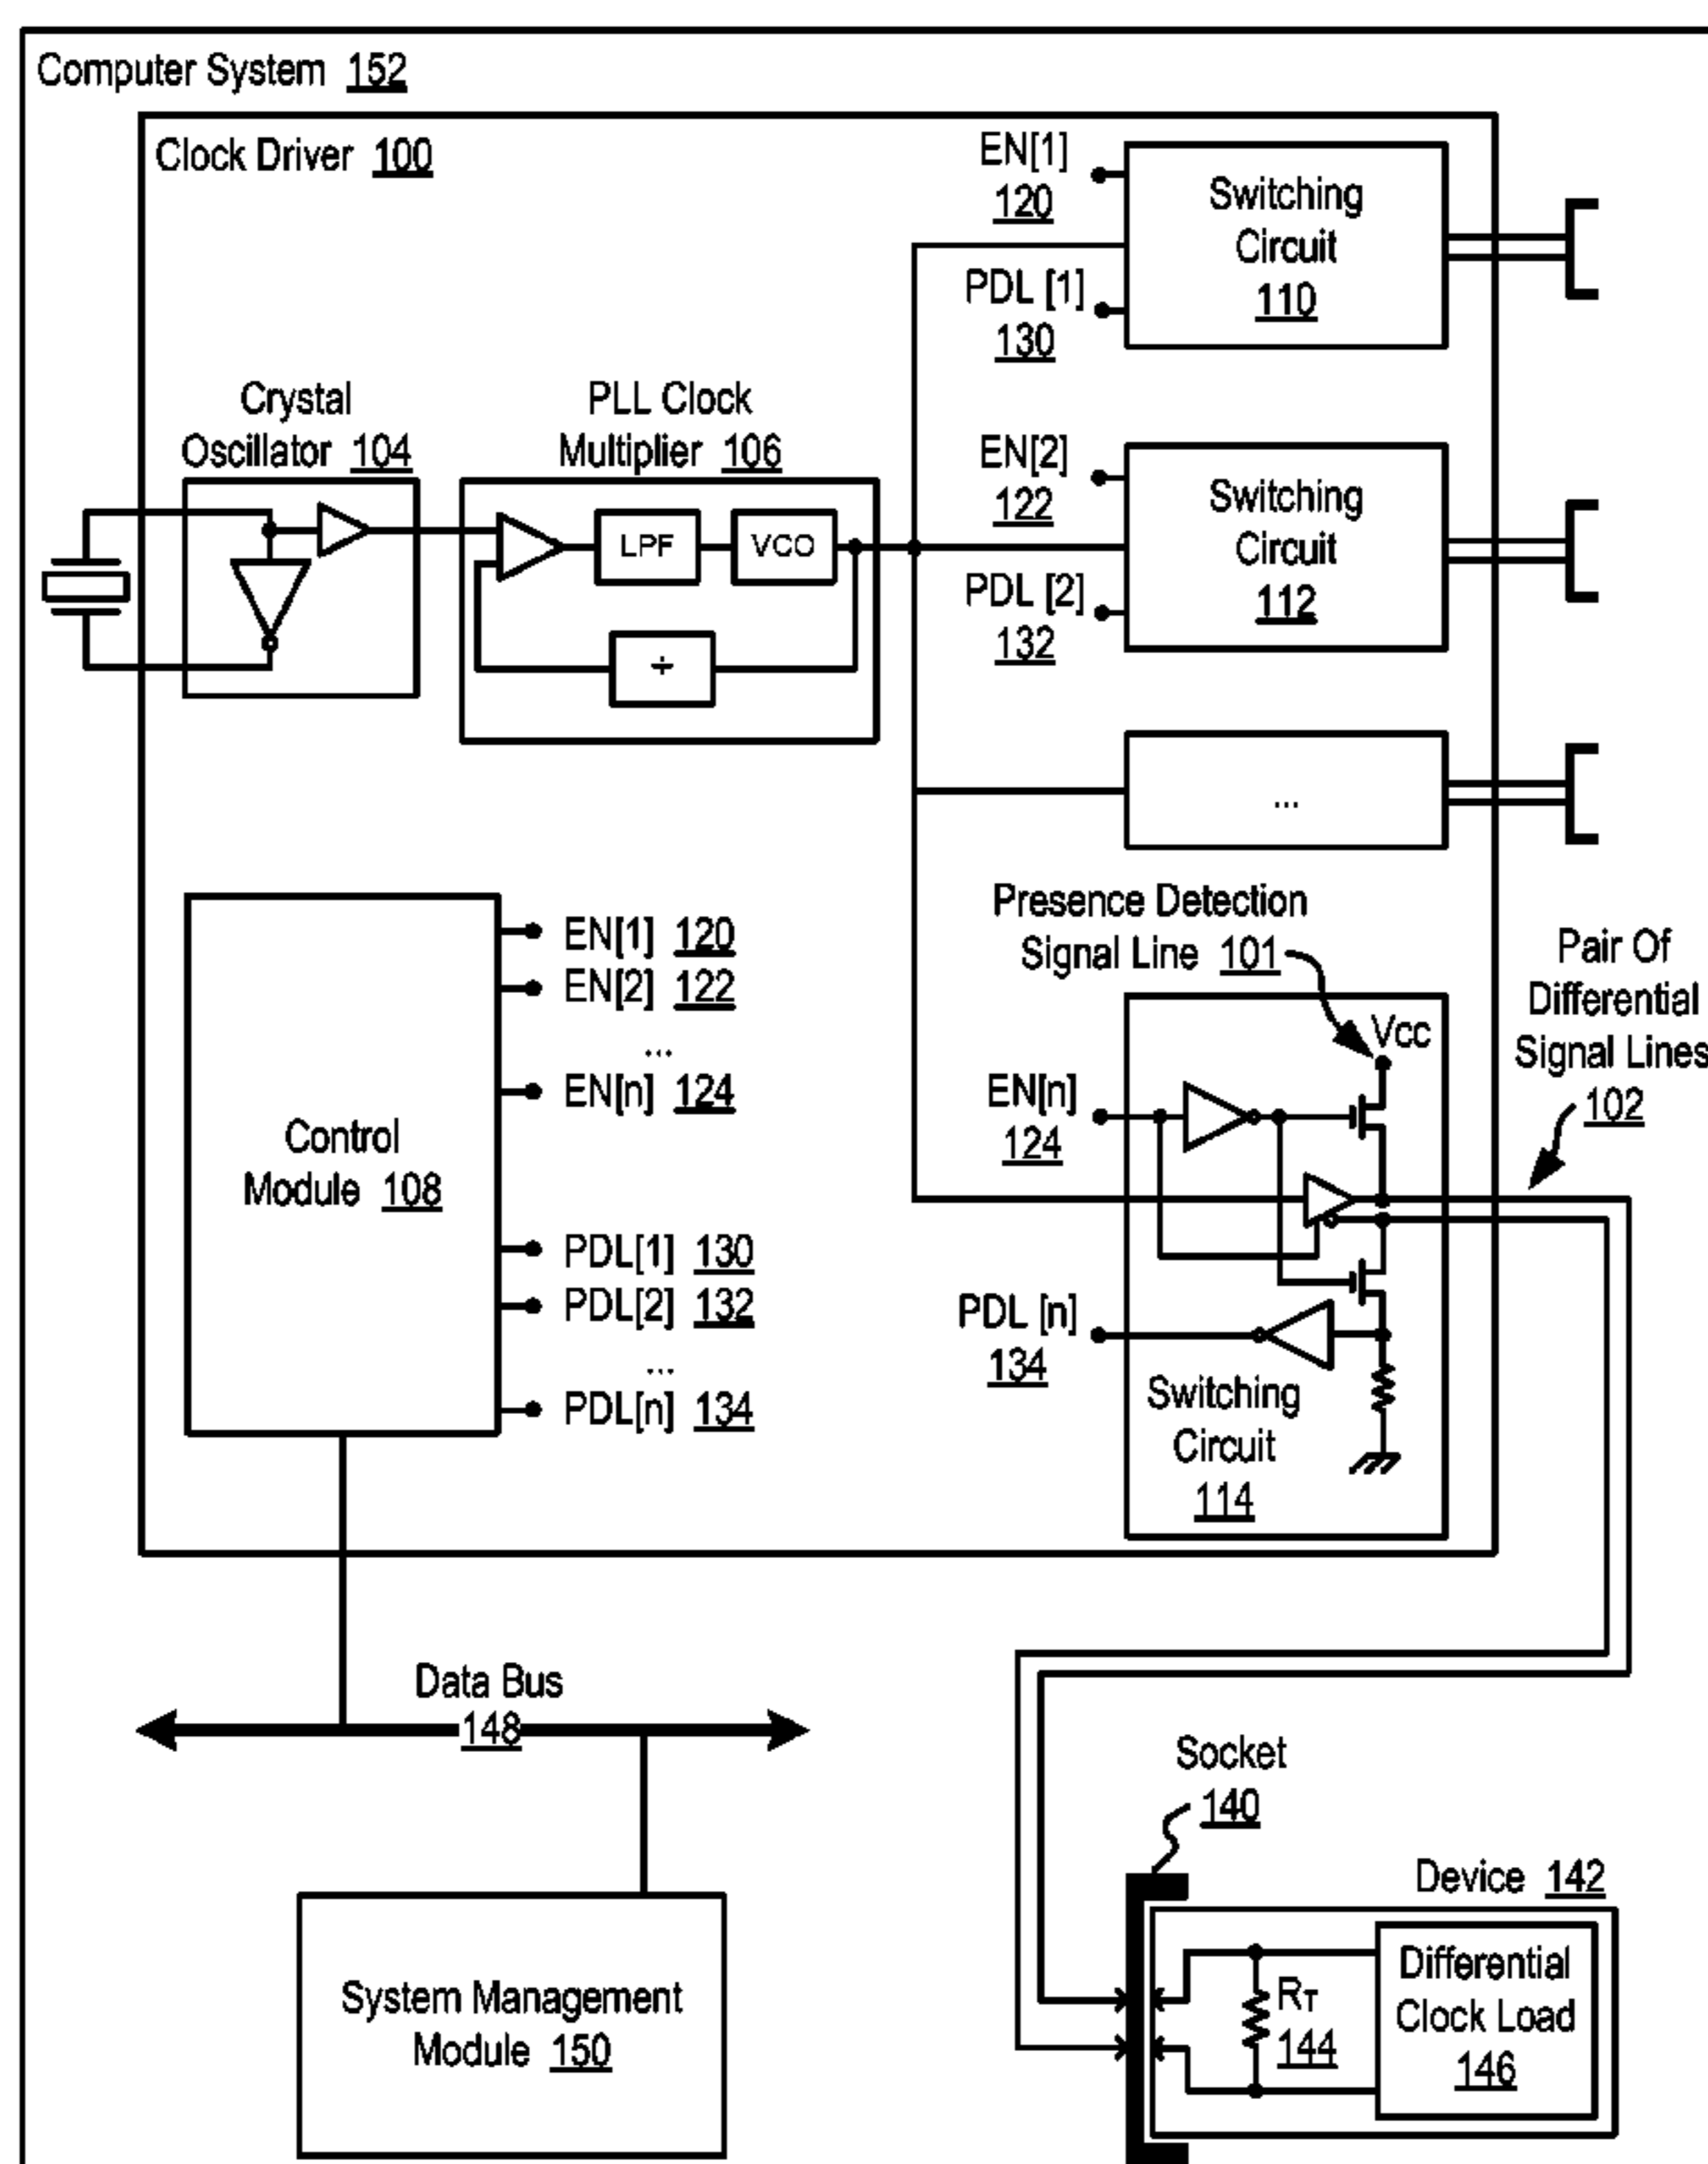 Computer System 152
Clock Driver 100
EN[1]
120
PDL [1]
130
Switching
Circuit
110
Crystal
Oscillator 104
PLL Clock
Multiplier 106
LPF
VCO
÷
EN[2]
122
PDL [2]
132
Switching
Circuit
112
...
Control
Module 108
EN[1] 120
EN[2] 122
...
EN[n] 124
PDL[1] 130
PDL[2] 132
...
PDL[n] 134
Presence Detection
Signal Line 101
Vcc
EN[n]
124
PDL [n]
134
Switching
Circuit
114
Pair Of
Differential
Signal Lines
102
Data Bus
148
System Management
Module 150
Socket
140
Device 142
RT
144
Differential
Clock Load
146